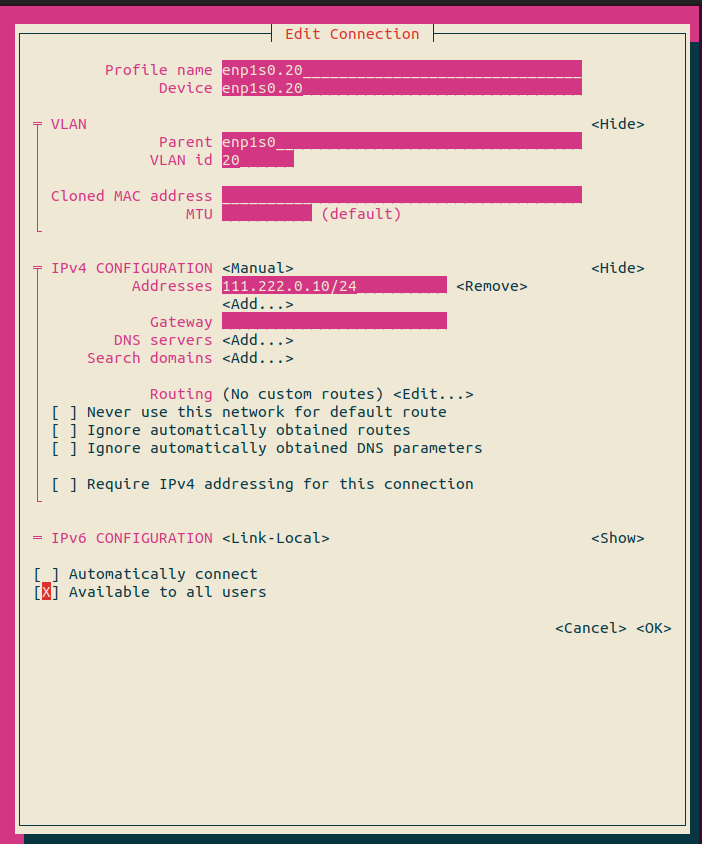 Edit Connection
Profile name enp1s0.20
Device enp1s0.20
VLAN <Hide>
Parent enp1s0
VLAN id 20
Cloned MAC address
MTU (default)
IPv4 CONFIGURATION <Manual> <Hide>
Addresses 111.222.0.10/24 <Remove>
<Add...>
Gateway
DNS servers <Add...>
Search domains <Add...>
Routing (No custom routes) <Edit...>
[ ] Never use this network for default route
[ ] Ignore automatically obtained routes
[ ] Ignore automatically obtained DNS parameters
[ ] Require IPv4 addressing for this connection
IPv6 CONFIGURATION <Link-Local> <Show>
[ ] Automatically connect
[X] Available to all users
<Cancel> <OK>